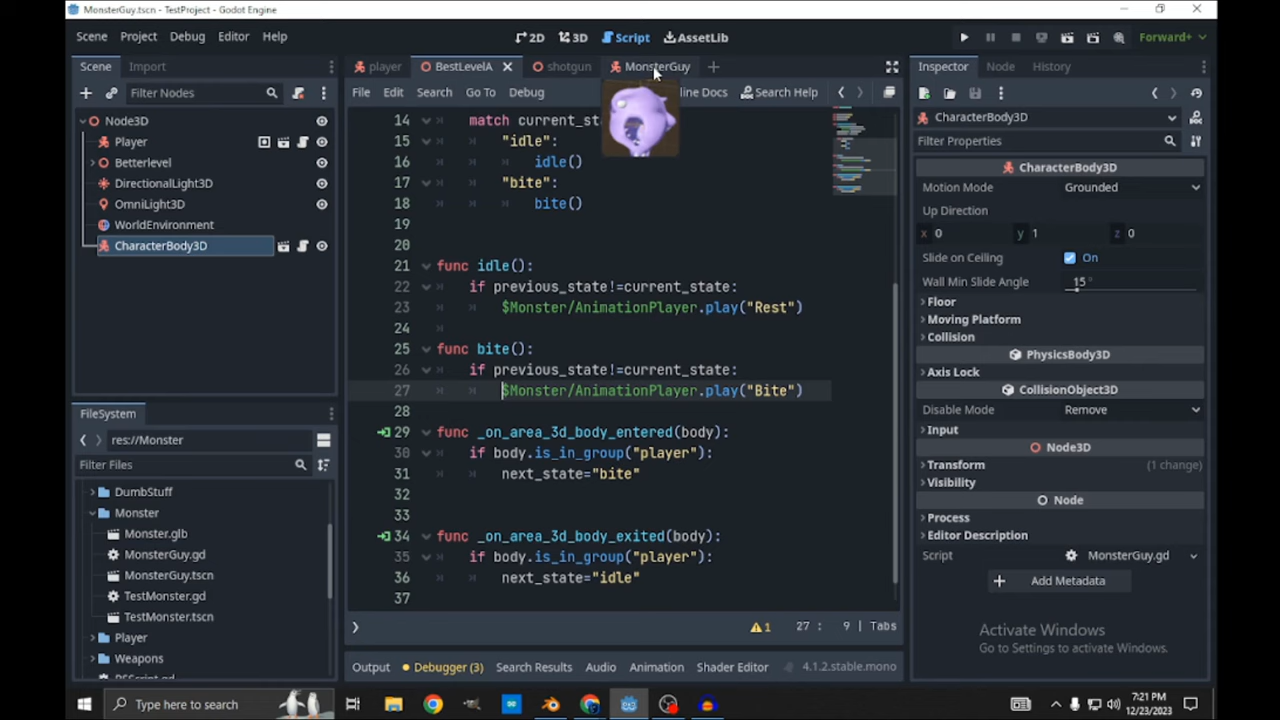 MonsterGuy.tscn - TestProject - Godot Engine
Scene Project Debug Editor Help
2D 3D Script AssetLib
Forward+
Scene Import
player BestLevelA shotgun MonsterGuy
Inspector Node History
Filter Nodes
File Edit Search Go To Debug
line Docs Search Help
CharacterBody3D
Filter Properties
Node3D
Player
Betterlevel
DirectionalLight3D
OmniLight3D
WorldEnvironment
CharacterBody3D
14 match current_st
15 "idle":
16 idle()
17 "bite":
18 bite()
19
20
21 func idle():
22 if previous_state!=current_state:
23 $Monster/AnimationPlayer.play("Rest")
24
25 func bite():
26 if previous_state!=current_state:
27 $Monster/AnimationPlayer.play("Bite")
28
29 func _on_area_3d_body_entered(body):
30 if body.is_in_group("player"):
31 next_state="bite"
32
33
34 func _on_area_3d_body_exited(body):
35 if body.is_in_group("player"):
36 next_state="idle"
37
1 27 : 9 | Tabs
Output Debugger (3) Search Results Audio Animation Shader Editor 4.1.2.stable.mono
CharacterBody3D
Motion Mode Grounded
Up Direction
x 0 y 1 z 0
Slide on Ceiling On
Wall Min Slide Angle 15 °
Floor
Moving Platform
Collision
PhysicsBody3D
Axis Lock
CollisionObject3D
Disable Mode Remove
Input
Node3D
Transform (1 change)
Visibility
Node
Process
Editor Description
Script MonsterGuy.gd
Add Metadata
Activate Windows
Go to Settings to activate Windows.
FileSystem
res://Monster
Filter Files
DumbStuff
Monster
Monster.glb
MonsterGuy.gd
MonsterGuy.tscn
TestMonster.gd
TestMonster.tscn
Player
Weapons
Type here to search
7:21 PM
12/23/2023